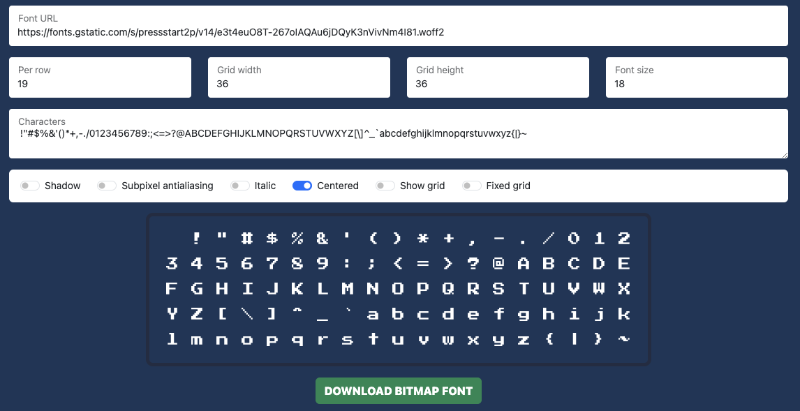 Font URL
https://fonts.gstatic.com/s/pressstart2p/v14/e3t4euO8T-267oIAQAu6jDQyK3nVivNm4I81.woff2
Per row
Grid width
Grid height
Font size
19
36
36
18
Characters
!"#$%&'()*+,-./0123456789:;<=>?@ABCDEFGHIJKLMNOPQRSTUVWXYZ[\]^_`abcdefghijklmnopqrstuvwxyz{|}~
Shadow
Subpixel antialiasing
Italic
Centered
Show grid
Fixed grid
! " # $ % & ' ( ) * + , - . / 0 1 2
3 4 5 6 7 8 9 : ; < = > ? @ A B C D E
F G H I J K L M N O P Q R S T U V W X
Y Z [ \ ] ^ _ ` a b c d e f g h i j k
l m n o p q r s t u v w x y z { | } ~
DOWNLOAD BITMAP FONT